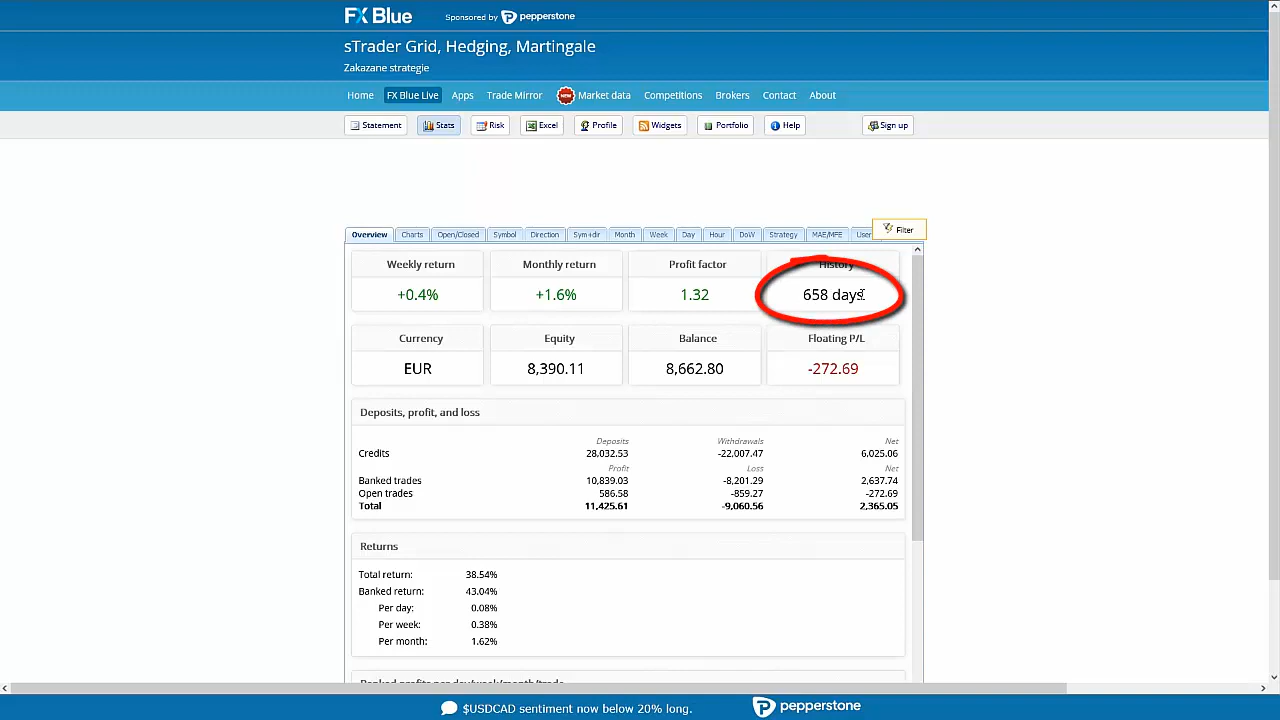 FX Blue Sponsored by pepperstone
sTrader Grid, Hedging, Martingale
Zakazane strategie
Home FX Blue Live Apps Trade Mirror NEW Market data Competitions Brokers Contact About
Statement Stats Risk Excel Profile Widgets Portfolio Help Sign up
Overview Charts Open/Closed Symbol Direction Sym+dir Month Week Day Hour DoW Strategy MAE/MFE User Filter
Weekly return Monthly return Profit factor History
+0.4% +1.6% 1.32 658 days
Currency Equity Balance Floating P/L
EUR 8,390.11 8,662.80 -272.69
Deposits, profit, and loss
Deposits Withdrawals Net
Credits 28,032.53 -22,007.47 6,025.06
Profit Loss Net
Banked trades 10,839.03 -8,201.29 2,637.74
Open trades 586.58 -859.27 -272.69
Total 11,425.61 -9,060.56 2,365.05
Returns
Total return: 38.54%
Banked return: 43.04%
Per day: 0.08%
Per week: 0.38%
Per month: 1.62%
$USDCAD sentiment now below 20% long. pepperstone